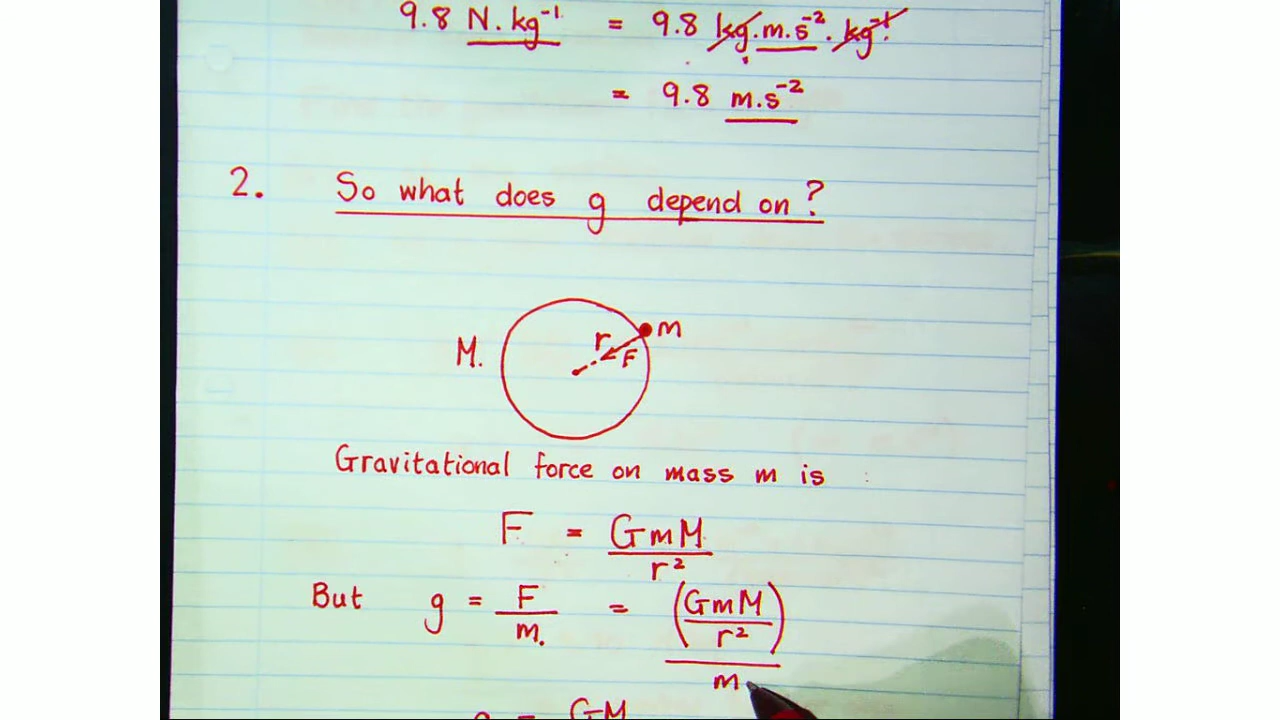 9.8 N.kg⁻¹ = 9.8 kg.m.s⁻².kg⁻¹
= 9.8 m.s⁻²
2. So what does g depend on?
m
r
M.
F
Gravitational force on mass m is :
F = GmM
r²
But g = F = (GmM
m. r²)
m
g = GM